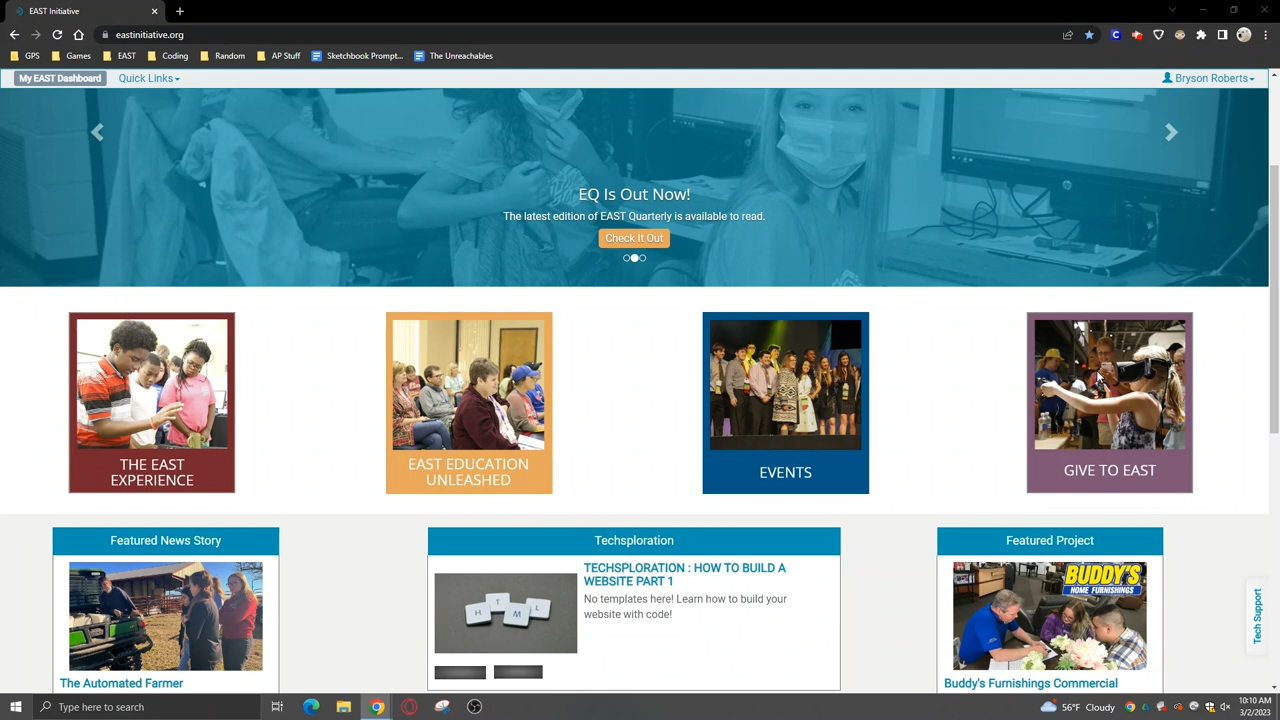 EAST Initiative
eastinitiative.org
GPS
Games
EAST
Coding
Random
AP Stuff
Sketchbook Prompt...
The Unreachables
My EAST Dashboard
Quick Links
Bryson Roberts
EQ Is Out Now!
The latest edition of EAST Quarterly is available to read.
Check It Out
THE EAST
EXPERIENCE
EAST EDUCATION
UNLEASHED
EVENTS
GIVE TO EAST
Featured News Story
Techsploration
Featured Project
TECHSPLORATION : HOW TO BUILD A
WEBSITE PART 1
No templates here! Learn how to build your
website with code!
H T M L
BUDDY'S
HOME FURNISHINGS
Tech Support
The Automated Farmer
Buddy's Furnishings Commercial
Type here to search
56°F Cloudy
10:10 AM
3/2/2023